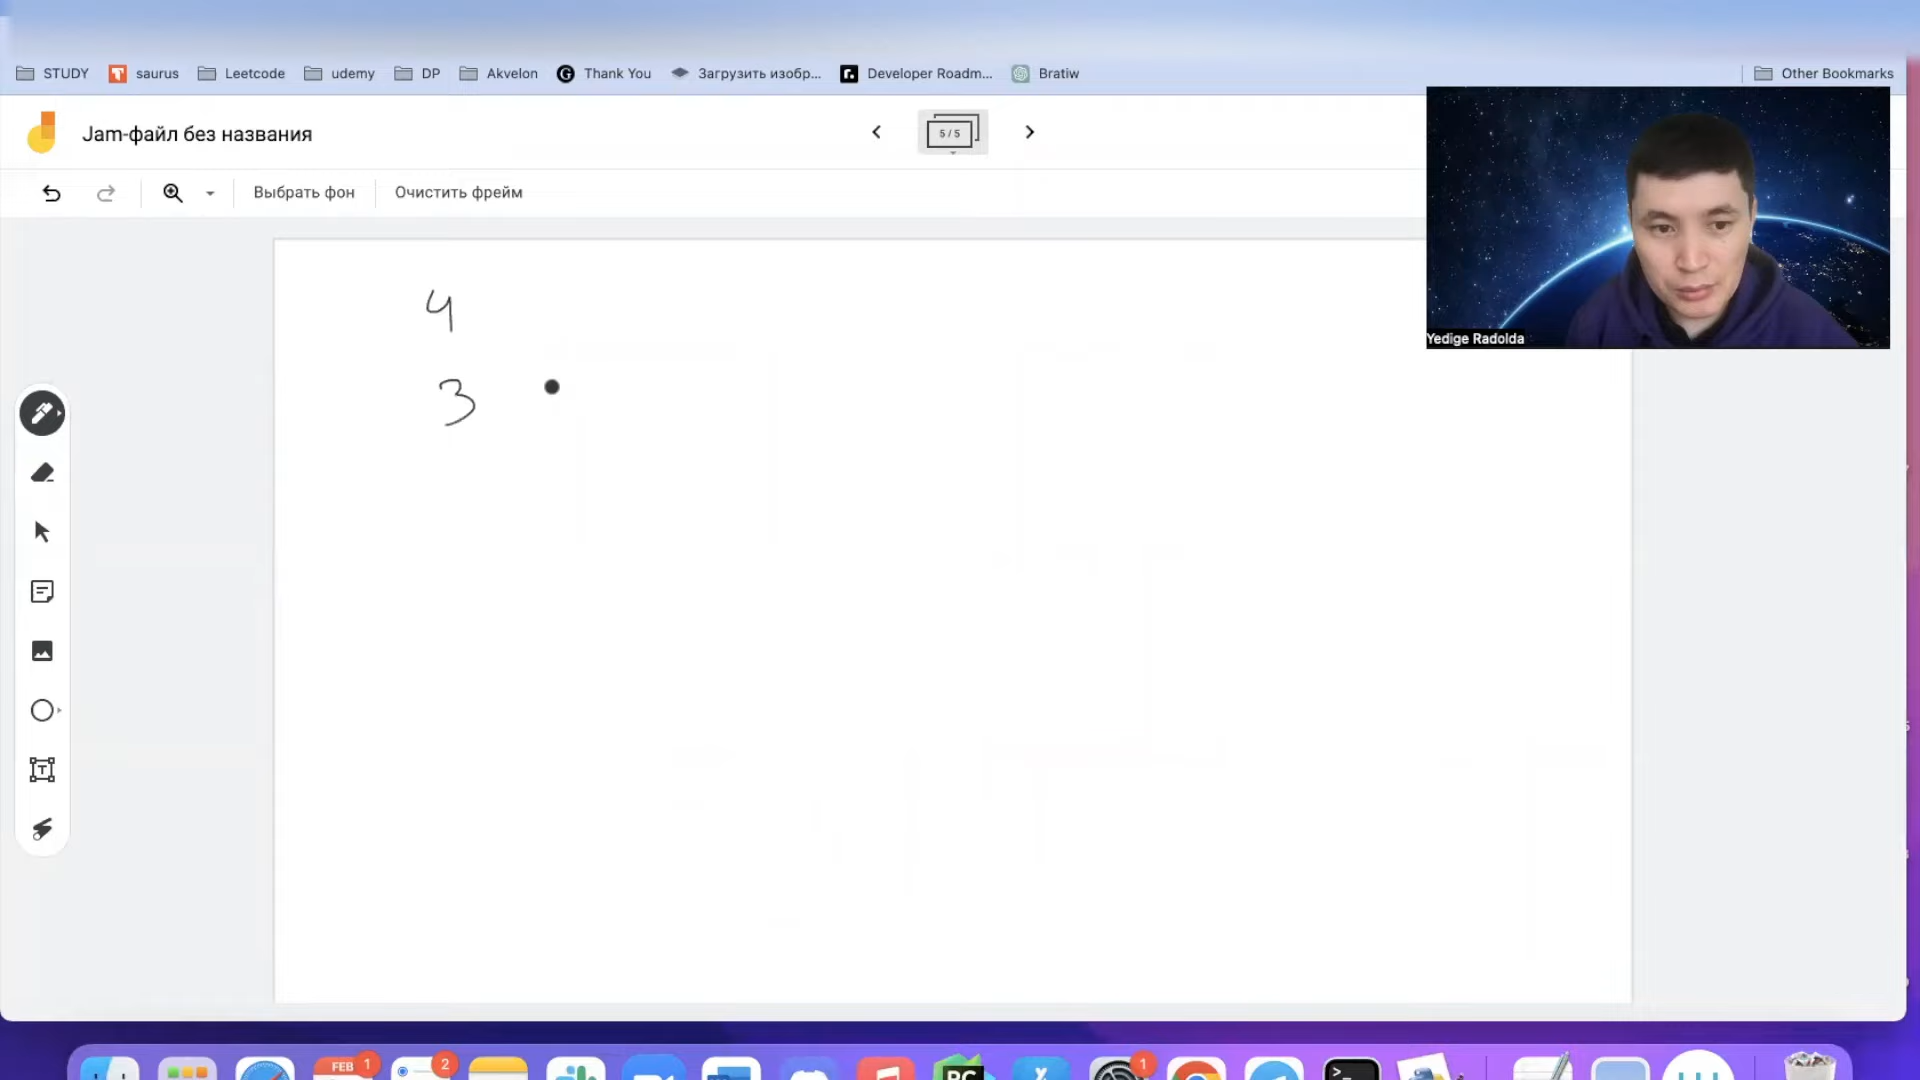 STUDY saurus Leetcode udemy DP Akvelon Thank You Загрузить изобр... Developer Roadm... Bratiw Other Bookmarks
Jam-файл без названия
5 / 5
Выбрать фон Очистить фрейм
4
3
Yedige Radolda
FEB 1 2 PC 1